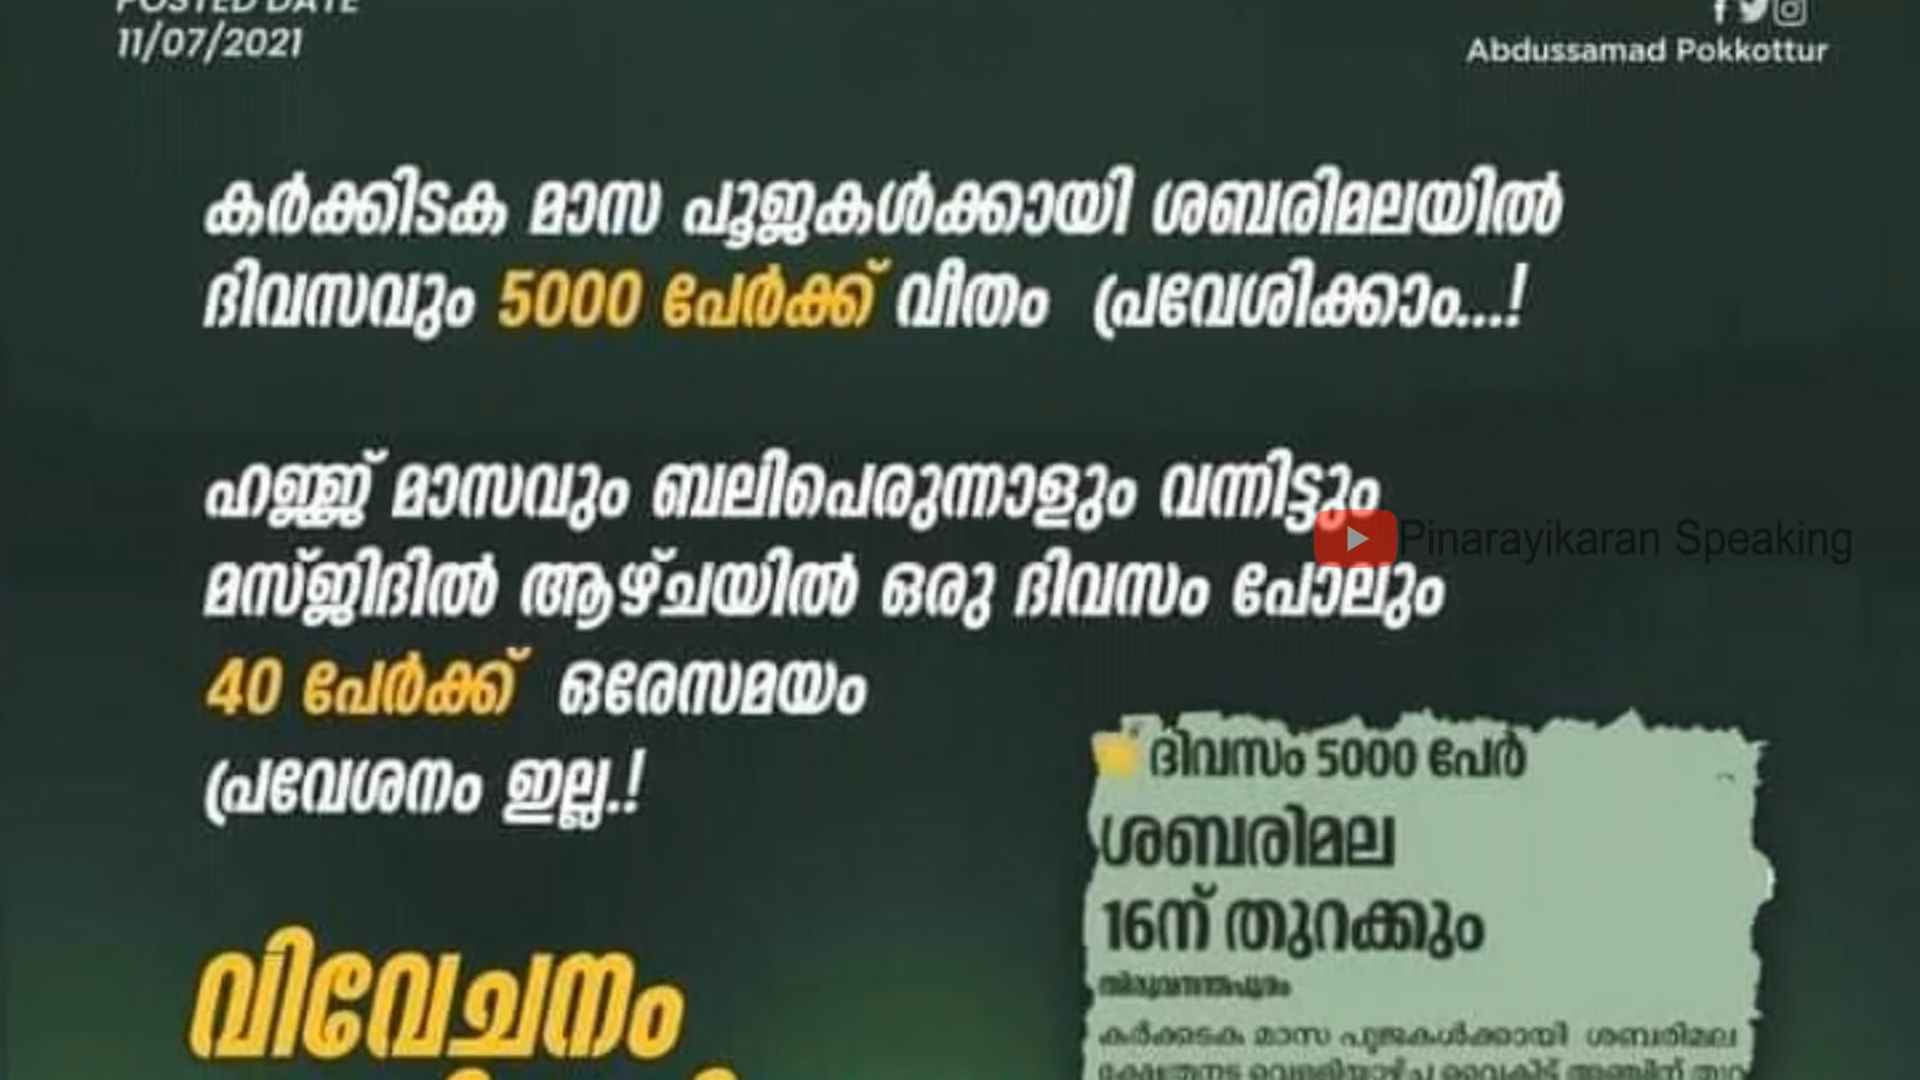 POSTED DATE
11/07/2021
Abdussamad Pokkottur
കർക്കിടക മാസ പൂജകൾക്കായി ശബരിമലയിൽ
ദിവസവും 5000 പേർക്ക് വീതം പ്രവേശിക്കാം...!
ഹജ്ജ് മാസവും ബലിപെരുന്നാളും വന്നിട്ടും
Pinarayikaran Speaking
മസ്ജിദിൽ ആഴ്ചയിൽ ഒരു ദിവസം പോലും
40 പേർക്ക് ഒരേസമയം
പ്രവേശനം ഇല്ല.!
ദിവസം 5000 പേർ
ശബരിമല
16ന് തുറക്കും
തിരുവനന്തപുരം
കർക്കടക മാസ പൂജകൾക്കായി ശബരിമല
വിവേചനം